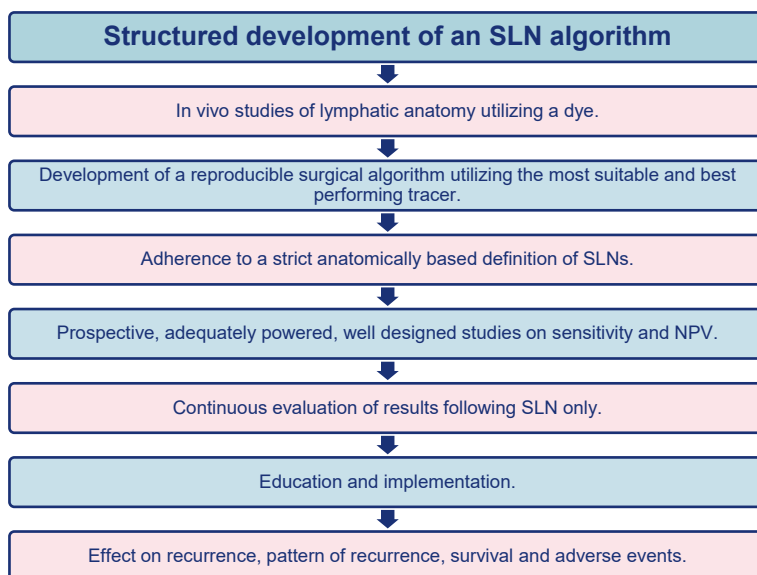 Structured development of an SLN algorithm
In vivo studies of lymphatic anatomy utilizing a dye.
Development of a reproducible surgical algorithm utilizing the most suitable and best
performing tracer.
Adherence to a strict anatomically based definition of SLNs.
Prospective, adequately powered, well designed studies on sensitivity and NPV.
Continuous evaluation of results following SLN only.
Education and implementation.
Effect on recurrence, pattern of recurrence, survival and adverse events.